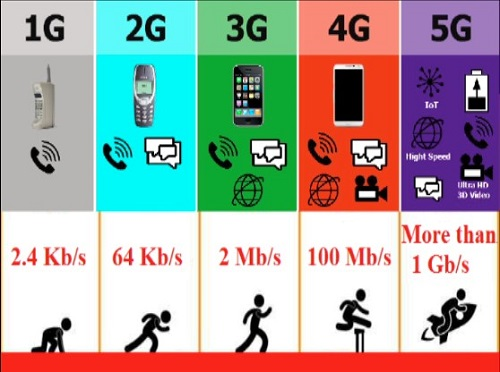 1G 2G 3G 4G 5G
IoT
Hight Speed
Ultra HD
3D Video
2.4 Kb/s 64 Kb/s 2 Mb/s 100 Mb/s More than
1 Gb/s